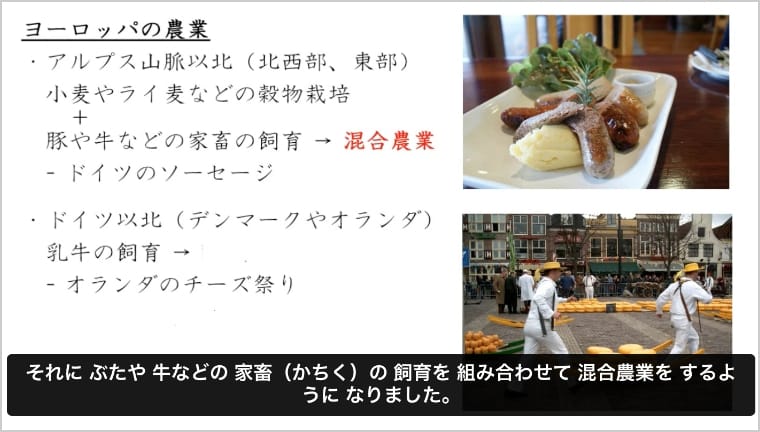 ヨーロッパの農業
・アルプス山脈以北（北西部、東部）
小麦やライ麦などの穀物栽培
＋
豚や牛などの家畜の飼育 → 混合農業
- ドイツのソーセージ
・ドイツ以北（デンマークやオランダ）
乳牛の飼育 →
- オランダのチーズ祭り
それに ぶたや 牛などの 家畜（かちく）の 飼育を 組み合わせて 混合農業を するよ
うに なりました。